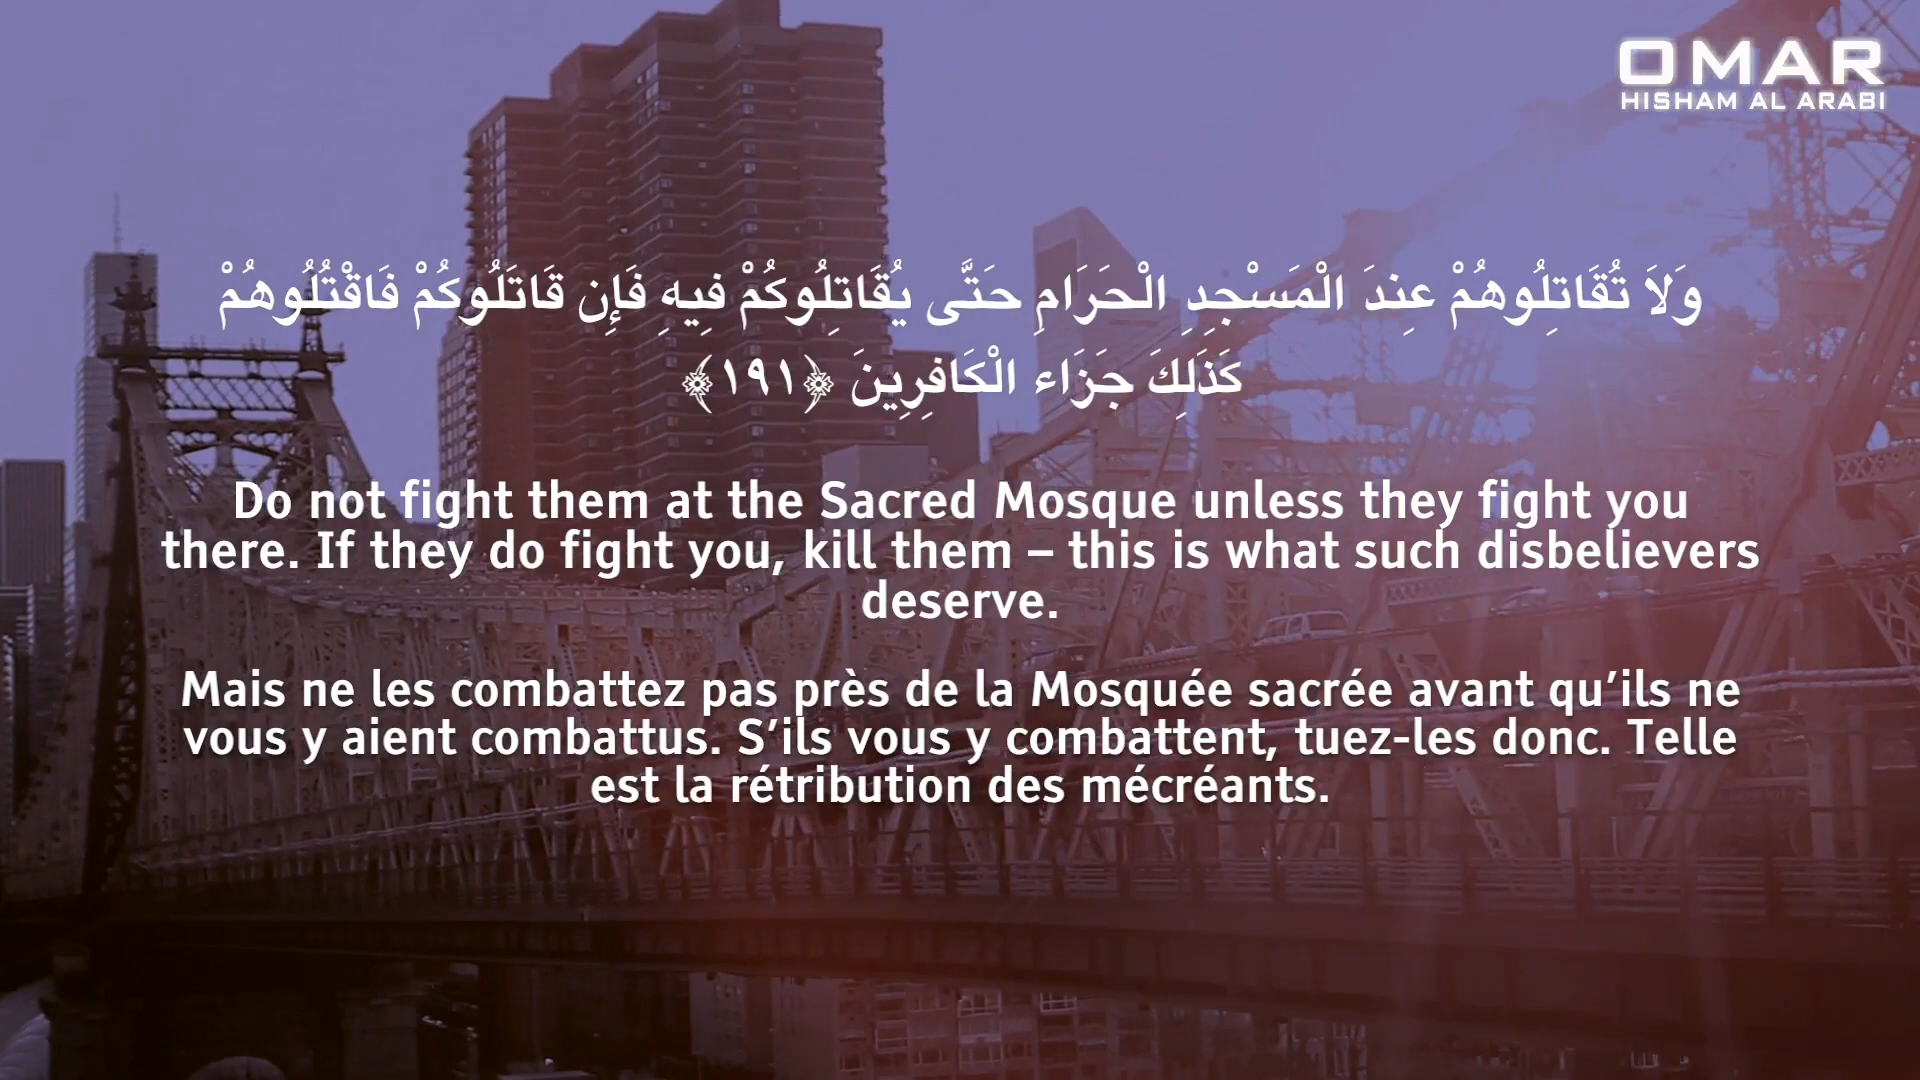 OMAR
HISHAM AL ARABI
وَلَا تُقَاتِلُوهُمْ عِندَ الْمَسْجِدِ الْحَرَامِ حَتَّى يُقَاتِلُوكُمْ فِيهِ فَإِن قَاتَلُوكُمْ فَاقْتُلُوهُمْ
كَذَلِكَ جَزَاء الْكَافِرِينَ ﴿١٩١﴾
Do not fight them at the Sacred Mosque unless they fight you
there. If they do fight you, kill them – this is what such disbelievers
deserve.
Mais ne les combattez pas près de la Mosquée sacrée avant qu’ils ne
vous y aient combattus. S’ils vous y combattent, tuez-les donc. Telle
est la rétribution des mécréants.